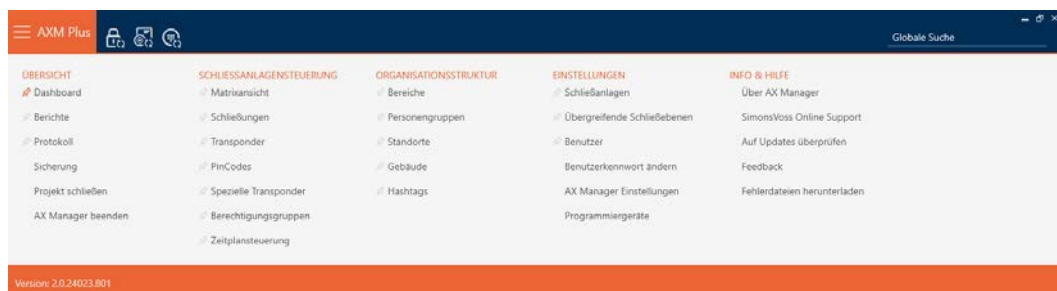 AXM Plus
Globale Suche
ÜBERSICHT
Dashboard
Berichte
Protokoll
Sicherung
Projekt schließen
AX Manager beenden
SCHLIESSANLAGENSTEUERUNG
Matrixansicht
Schließungen
Transponder
PinCodes
Spezielle Transponder
Berechtigungsgruppen
Zeitplansteuerung
ORGANISATIONSSTRUKTUR
Bereiche
Personengruppen
Standorte
Gebäude
Hashtags
EINSTELLUNGEN
Schließanlagen
Übergreifende Schließebenen
Benutzer
Benutzerkennwort ändern
AX Manager Einstellungen
Programmiergeräte
INFO & HILFE
Über AX Manager
SimonsVoss Online Support
Auf Updates überprüfen
Feedback
Fehlerdateien herunterladen
Version: 2.0.24023.801